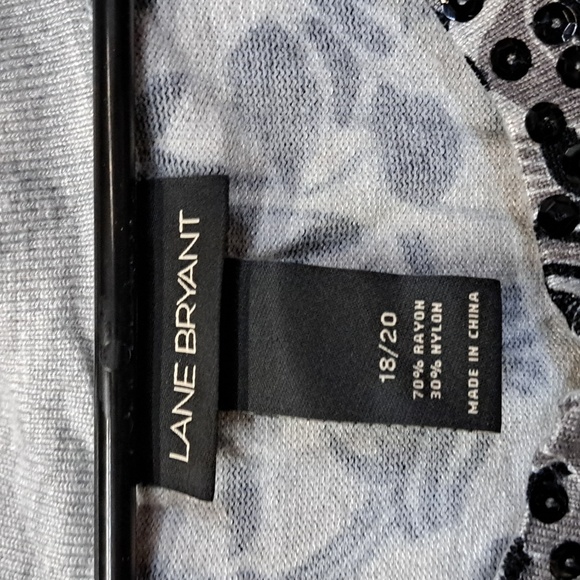 LANE BRYANT
18/20
70% RAYON
30% NYLON
MADE IN CHINA